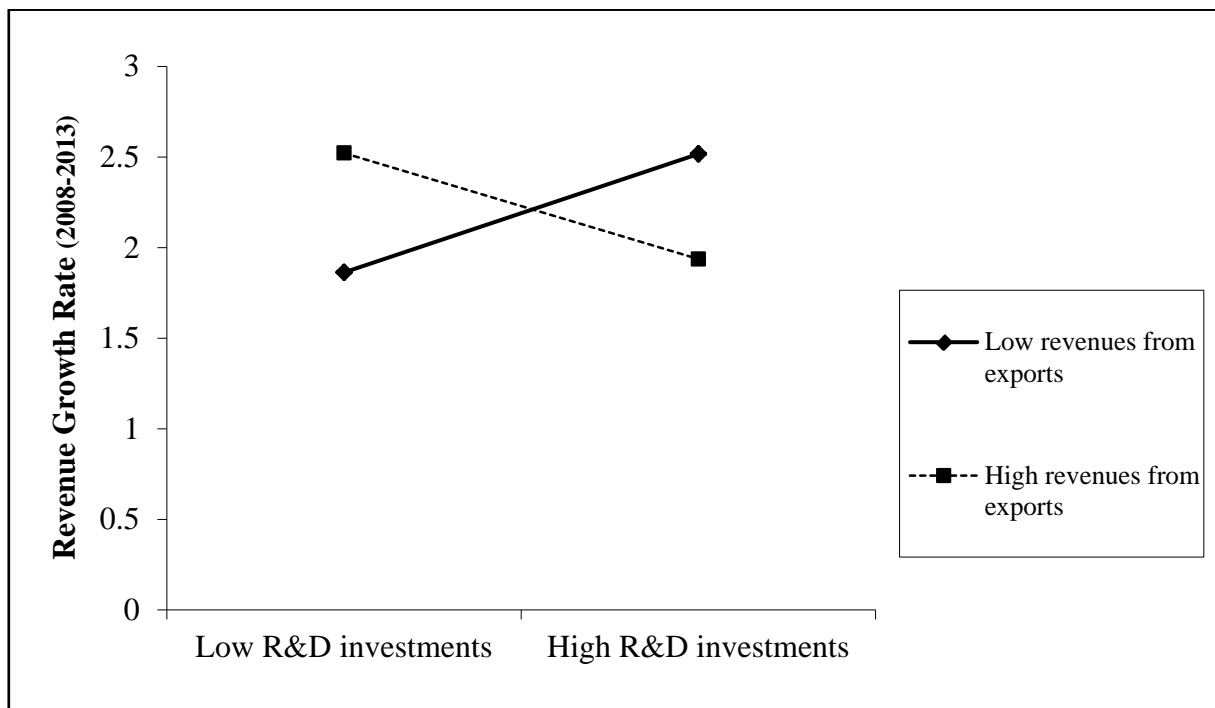 Revenue Growth Rate (2008-2013)
3
2.5
2
1.5
1
0.5
0
Low R&D investments
High R&D investments
Low revenues from
exports
High revenues from
exports